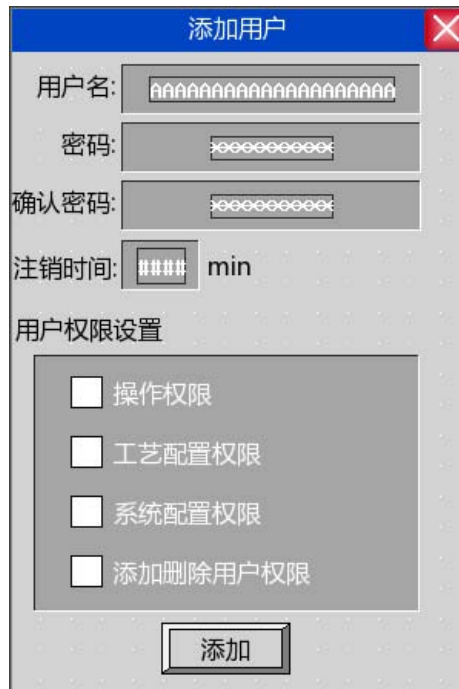 添加用户
用户名: AAAAAAAAAAAAAAAAAAAA
密码: **********
确认密码: **********
注销时间: #### min
用户权限设置
操作权限
工艺配置权限
系统配置权限
添加删除用户权限
添加